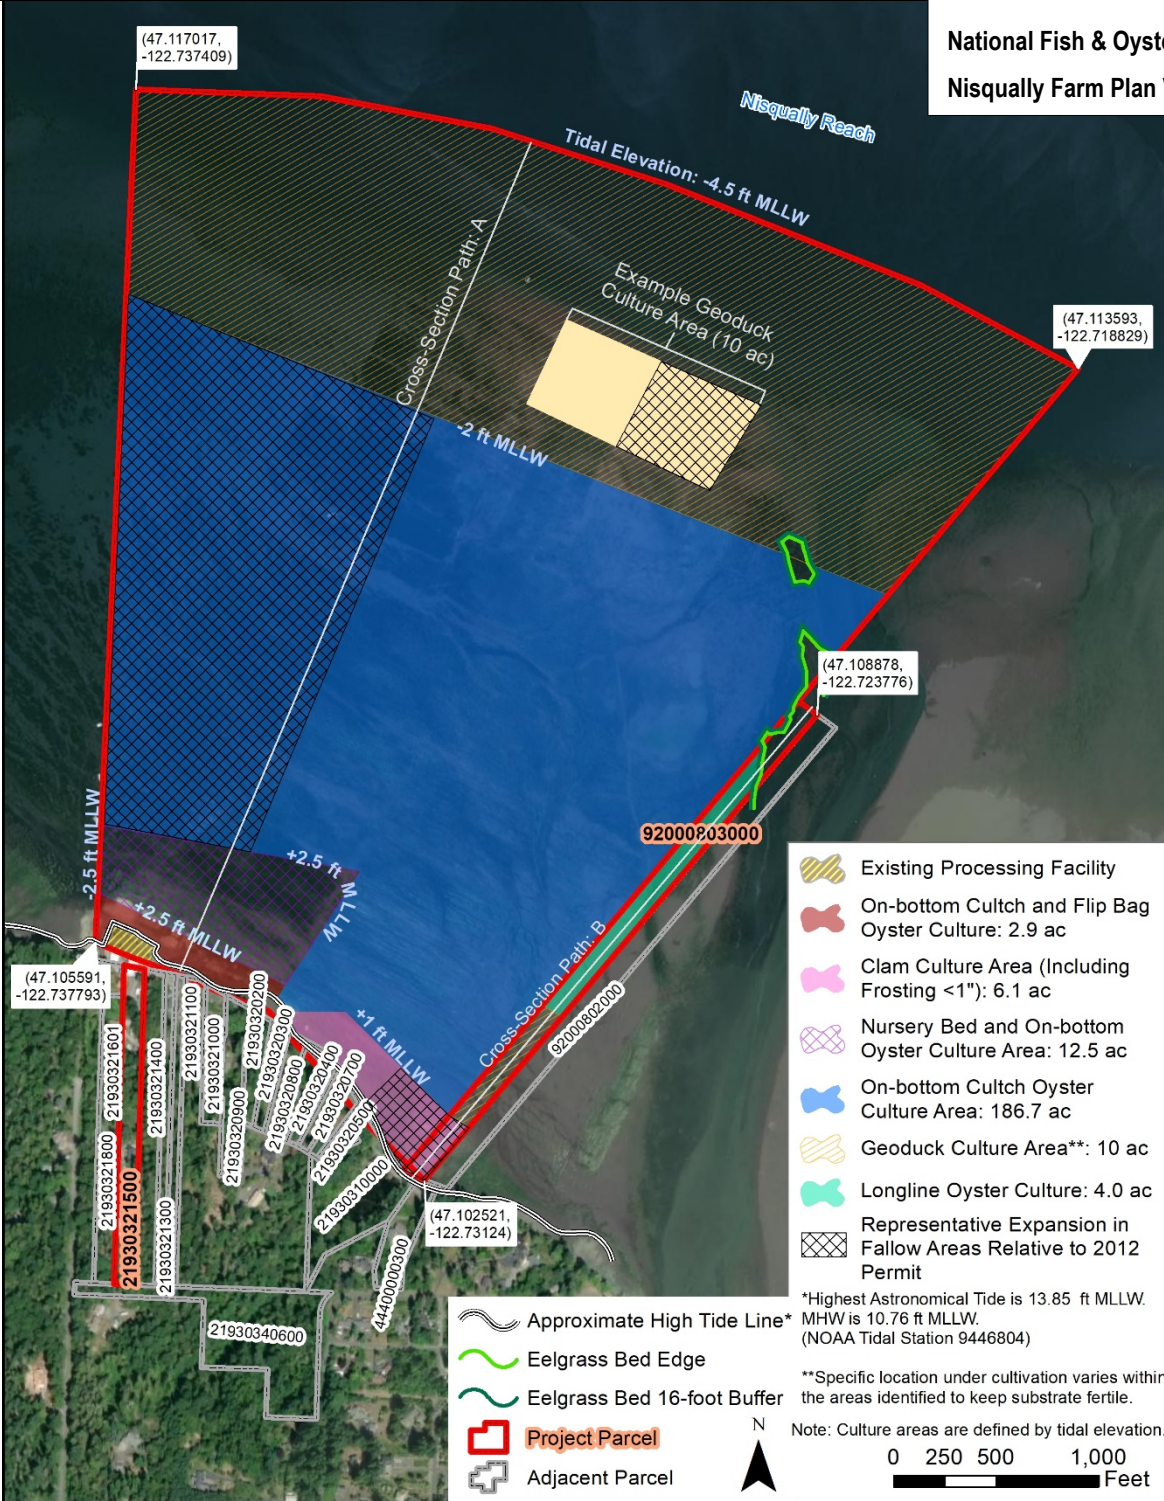 National Fish & Oyste
Nisqually Farm Plan
(47.117017,
-122.737409)
Nisqually Reach
Tidal Elevation: -4.5 ft MLLW
Cross-Section Path: A
Example Geoduck
Culture Area (10 ac)
(47.113593,
-122.718829)
-2 ft MLLW
(47.108878,
-122.723776)
92000803000
-2.5 ft MLLW
+2.5 ft MLLW
+2.5 ft MLLW
(47.105591,
-122.737793)
Cross-Section Path: B
92000802000
+1 ft MLLW
21930321601
21930321400
21930321100
21930321000
21930320200
21930320300
21930320900
21930320800
21930320400
21930320700
21930320500
21930310000
21930321800
21930321500
21930321300
(47.102521,
-122.73124)
44400000300
21930340600
Existing Processing Facility
On-bottom Cultch and Flip Bag
Oyster Culture: 2.9 ac
Clam Culture Area (Including
Frosting <1"): 6.1 ac
Nursery Bed and On-bottom
Oyster Culture Area: 12.5 ac
On-bottom Cultch Oyster
Culture Area: 186.7 ac
Geoduck Culture Area**: 10 ac
Longline Oyster Culture: 4.0 ac
Representative Expansion in
Fallow Areas Relative to 2012
Permit
*Highest Astronomical Tide is 13.85 ft MLLW.
MHW is 10.76 ft MLLW.
(NOAA Tidal Station 9446804)
**Specific location under cultivation varies within
the areas identified to keep substrate fertile.
Note: Culture areas are defined by tidal elevation.
Approximate High Tide Line*
Eelgrass Bed Edge
Eelgrass Bed 16-foot Buffer
Project Parcel
Adjacent Parcel
N
0 250 500 1,000
Feet